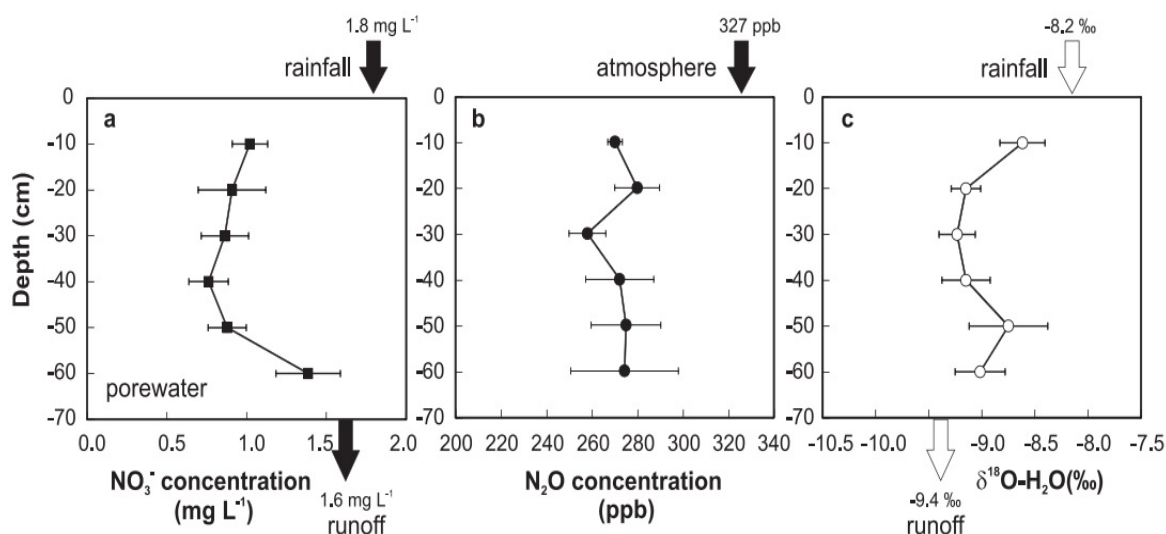 1.8 mg L⁻¹
rainfall
327 ppb
atmosphere
-8.2 ‰
rainfall
Depth (cm)
0
-10
-20
-30
-40
-50
-60
-70
a
porewater
0.0 0.5 1.0 1.5 2.0
NO₃⁻ concentration
(mg L⁻¹)
1.6 mg L⁻¹
runoff
0
-10
-20
-30
-40
-50
-60
-70
b
200 220 240 260 280 300 320 340
N₂O concentration
(ppb)
0
-10
-20
-30
-40
-50
-60
-70
c
-10.5 -10.0 -9.0 -8.5 -8.0 -7.5
δ¹⁸O-H₂O(‰)
-9.4 ‰
runoff